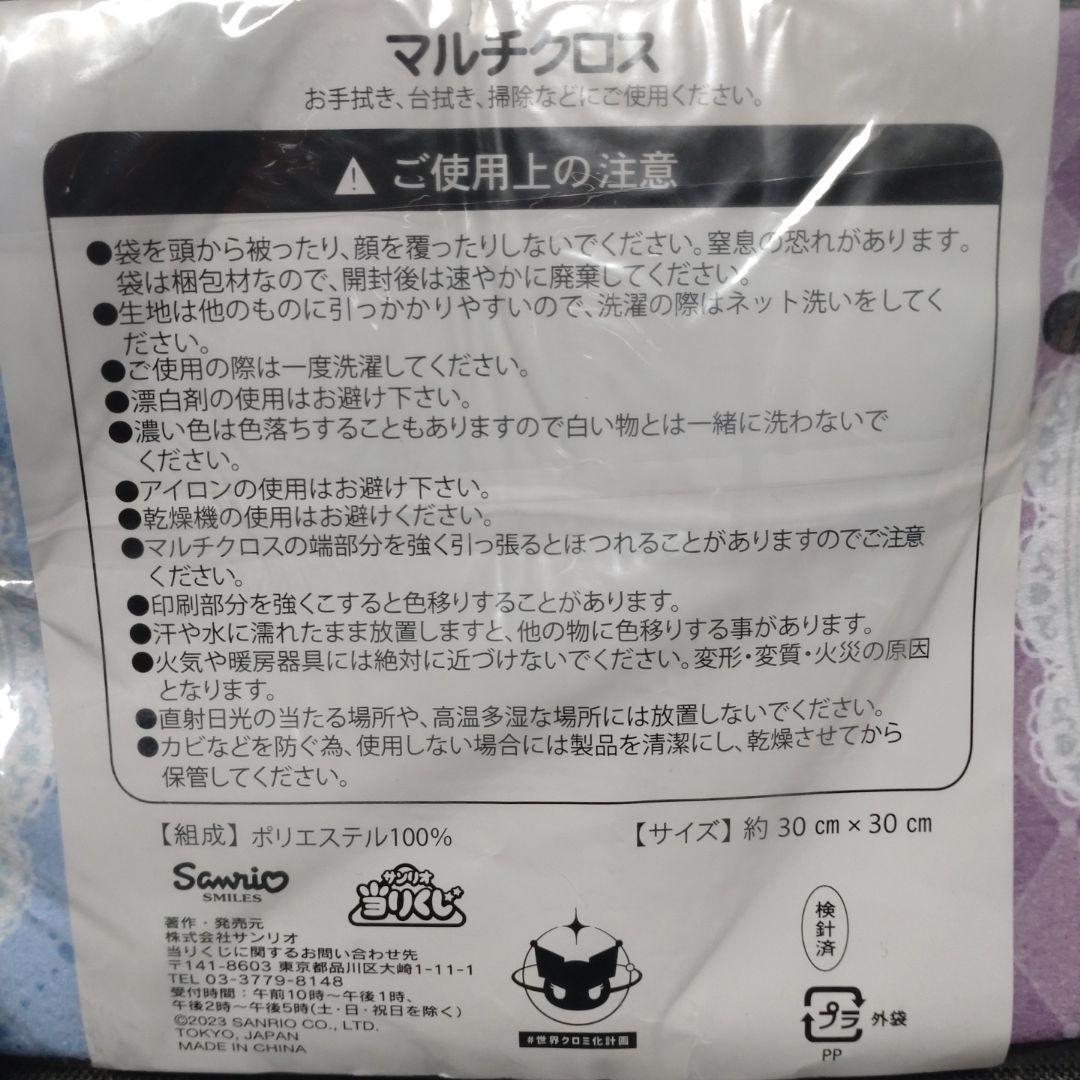 マルチクロス
お手拭き、台拭き、掃除などにご使用ください。
ご使用上の注意
●袋を頭から被ったり、顔を覆ったりしないでください。窒息の恐れがあります。
袋は梱包材なので、開封後は速やかに廃棄してください。
●生地は他のものに引っかかりやすいので、洗濯の際はネット洗いをしてく
ださい。
●ご使用の際は一度洗濯してください。
●漂白剤の使用はお避け下さい。
●濃い色は色落ちすることもありますので白い物とは一緒に洗わないで
ください。
●アイロンの使用はお避け下さい。
●乾燥機の使用はお避けください。
●マルチクロスの端部分を強く引っ張るとほつれることがありますのでご注意
ください。
●印刷部分を強くこすると色移りすることがあります。
●汗や水に濡れたまま放置しますと、他の物に色移りする事があります。
●火気や暖房器具には絶対に近づけないでください。変形・変質・火災の原因
となります。
●直射日光の当たる場所や、高温多湿な場所には放置しないでください。
●カビなどを防ぐ為、使用しない場合には製品を清潔にし、乾燥させてから
保管してください。
【組成】ポリエステル100%
【サイズ】約 30 cm × 30 cm
Sanrio
SMILES
サンリオ
当りくじ
著作・発売元
株式会社サンリオ
当りくじに関するお問い合わせ先
〒141-8603 東京都品川区大崎1-11-1
TEL 03-3779-8148
受付時間：午前10時～午後1時、
午後2時～午後5時(土・日・祝日を除く)
©2023 SANRIO CO., LTD.
TOKYO, JAPAN
MADE IN CHINA
#世界クロミ化計画
検針済
プラ 外袋
PP